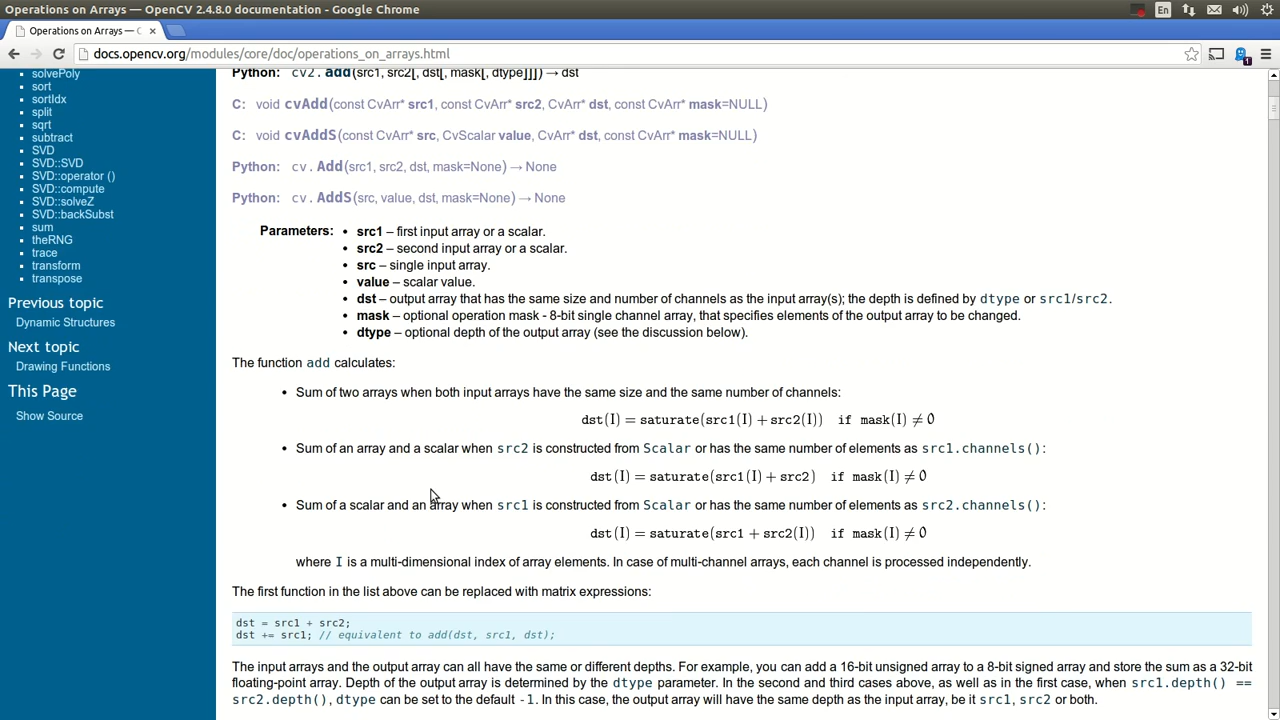 Operations on Arrays — OpenCV 2.4.8.0 documentation - Google Chrome
En
Operations on Arrays — C
docs.opencv.org/modules/core/doc/operations_on_arrays.html
1
solvePoly
sort
sortIdx
split
sqrt
subtract
SVD
SVD::SVD
SVD::operator ()
SVD::compute
SVD::solveZ
SVD::backSubst
sum
theRNG
trace
transform
transpose
Previous topic
Dynamic Structures
Next topic
Drawing Functions
This Page
Show Source
Python: cv2.add(src1, src2[, dst[, mask[, dtype]]]) → dst
C: void cvAdd(const CvArr* src1, const CvArr* src2, CvArr* dst, const CvArr* mask=NULL)
C: void cvAddS(const CvArr* src, CvScalar value, CvArr* dst, const CvArr* mask=NULL)
Python: cv.Add(src1, src2, dst, mask=None) → None
Python: cv.AddS(src, value, dst, mask=None) → None
Parameters: • src1 – first input array or a scalar.
• src2 – second input array or a scalar.
• src – single input array.
• value – scalar value.
• dst – output array that has the same size and number of channels as the input array(s); the depth is defined by dtype or src1/src2.
• mask – optional operation mask - 8-bit single channel array, that specifies elements of the output array to be changed.
• dtype – optional depth of the output array (see the discussion below).
The function add calculates:
• Sum of two arrays when both input arrays have the same size and the same number of channels:
dst(I) = saturate(src1(I) + src2(I)) if mask(I) ≠ 0
• Sum of an array and a scalar when src2 is constructed from Scalar or has the same number of elements as src1.channels():
dst(I) = saturate(src1(I) + src2) if mask(I) ≠ 0
• Sum of a scalar and an array when src1 is constructed from Scalar or has the same number of elements as src2.channels():
dst(I) = saturate(src1 + src2(I)) if mask(I) ≠ 0
where I is a multi-dimensional index of array elements. In case of multi-channel arrays, each channel is processed independently.
The first function in the list above can be replaced with matrix expressions:
dst = src1 + src2;
dst += src1; // equivalent to add(dst, src1, dst);
The input arrays and the output array can all have the same or different depths. For example, you can add a 16-bit unsigned array to a 8-bit signed array and store the sum as a 32-bit
floating-point array. Depth of the output array is determined by the dtype parameter. In the second and third cases above, as well as in the first case, when src1.depth() ==
src2.depth(), dtype can be set to the default -1. In this case, the output array will have the same depth as the input array, be it src1, src2 or both.